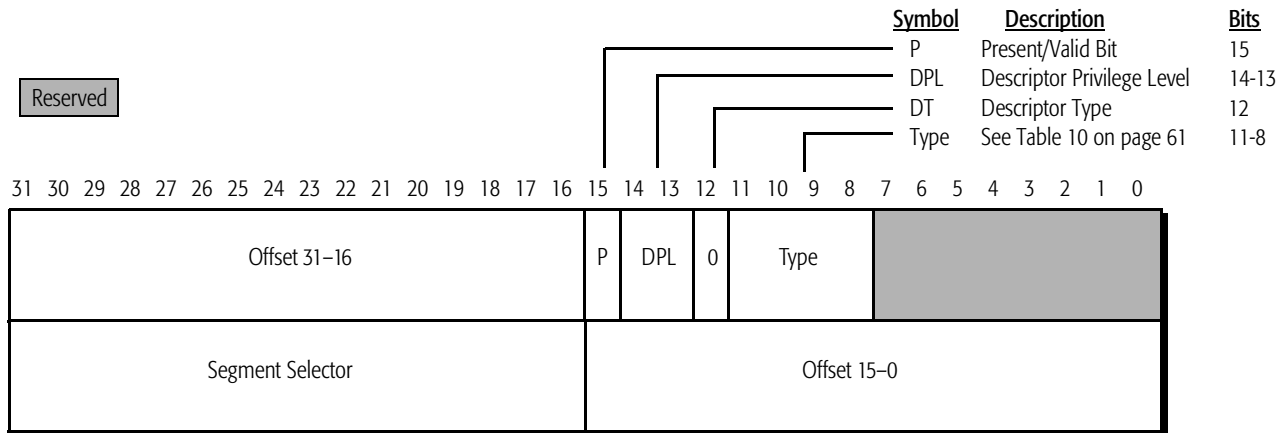 Symbol Description Bits
P Present/Valid Bit 15
DPL Descriptor Privilege Level 14-13
DT Descriptor Type 12
Type See Table 10 on page 61 11-8
Reserved
31 30 29 28 27 26 25 24 23 22 21 20 19 18 17 16 15 14 13 12 11 10 9 8 7 6 5 4 3 2 1 0
Offset 31–16 P DPL 0 Type
Segment Selector Offset 15–0